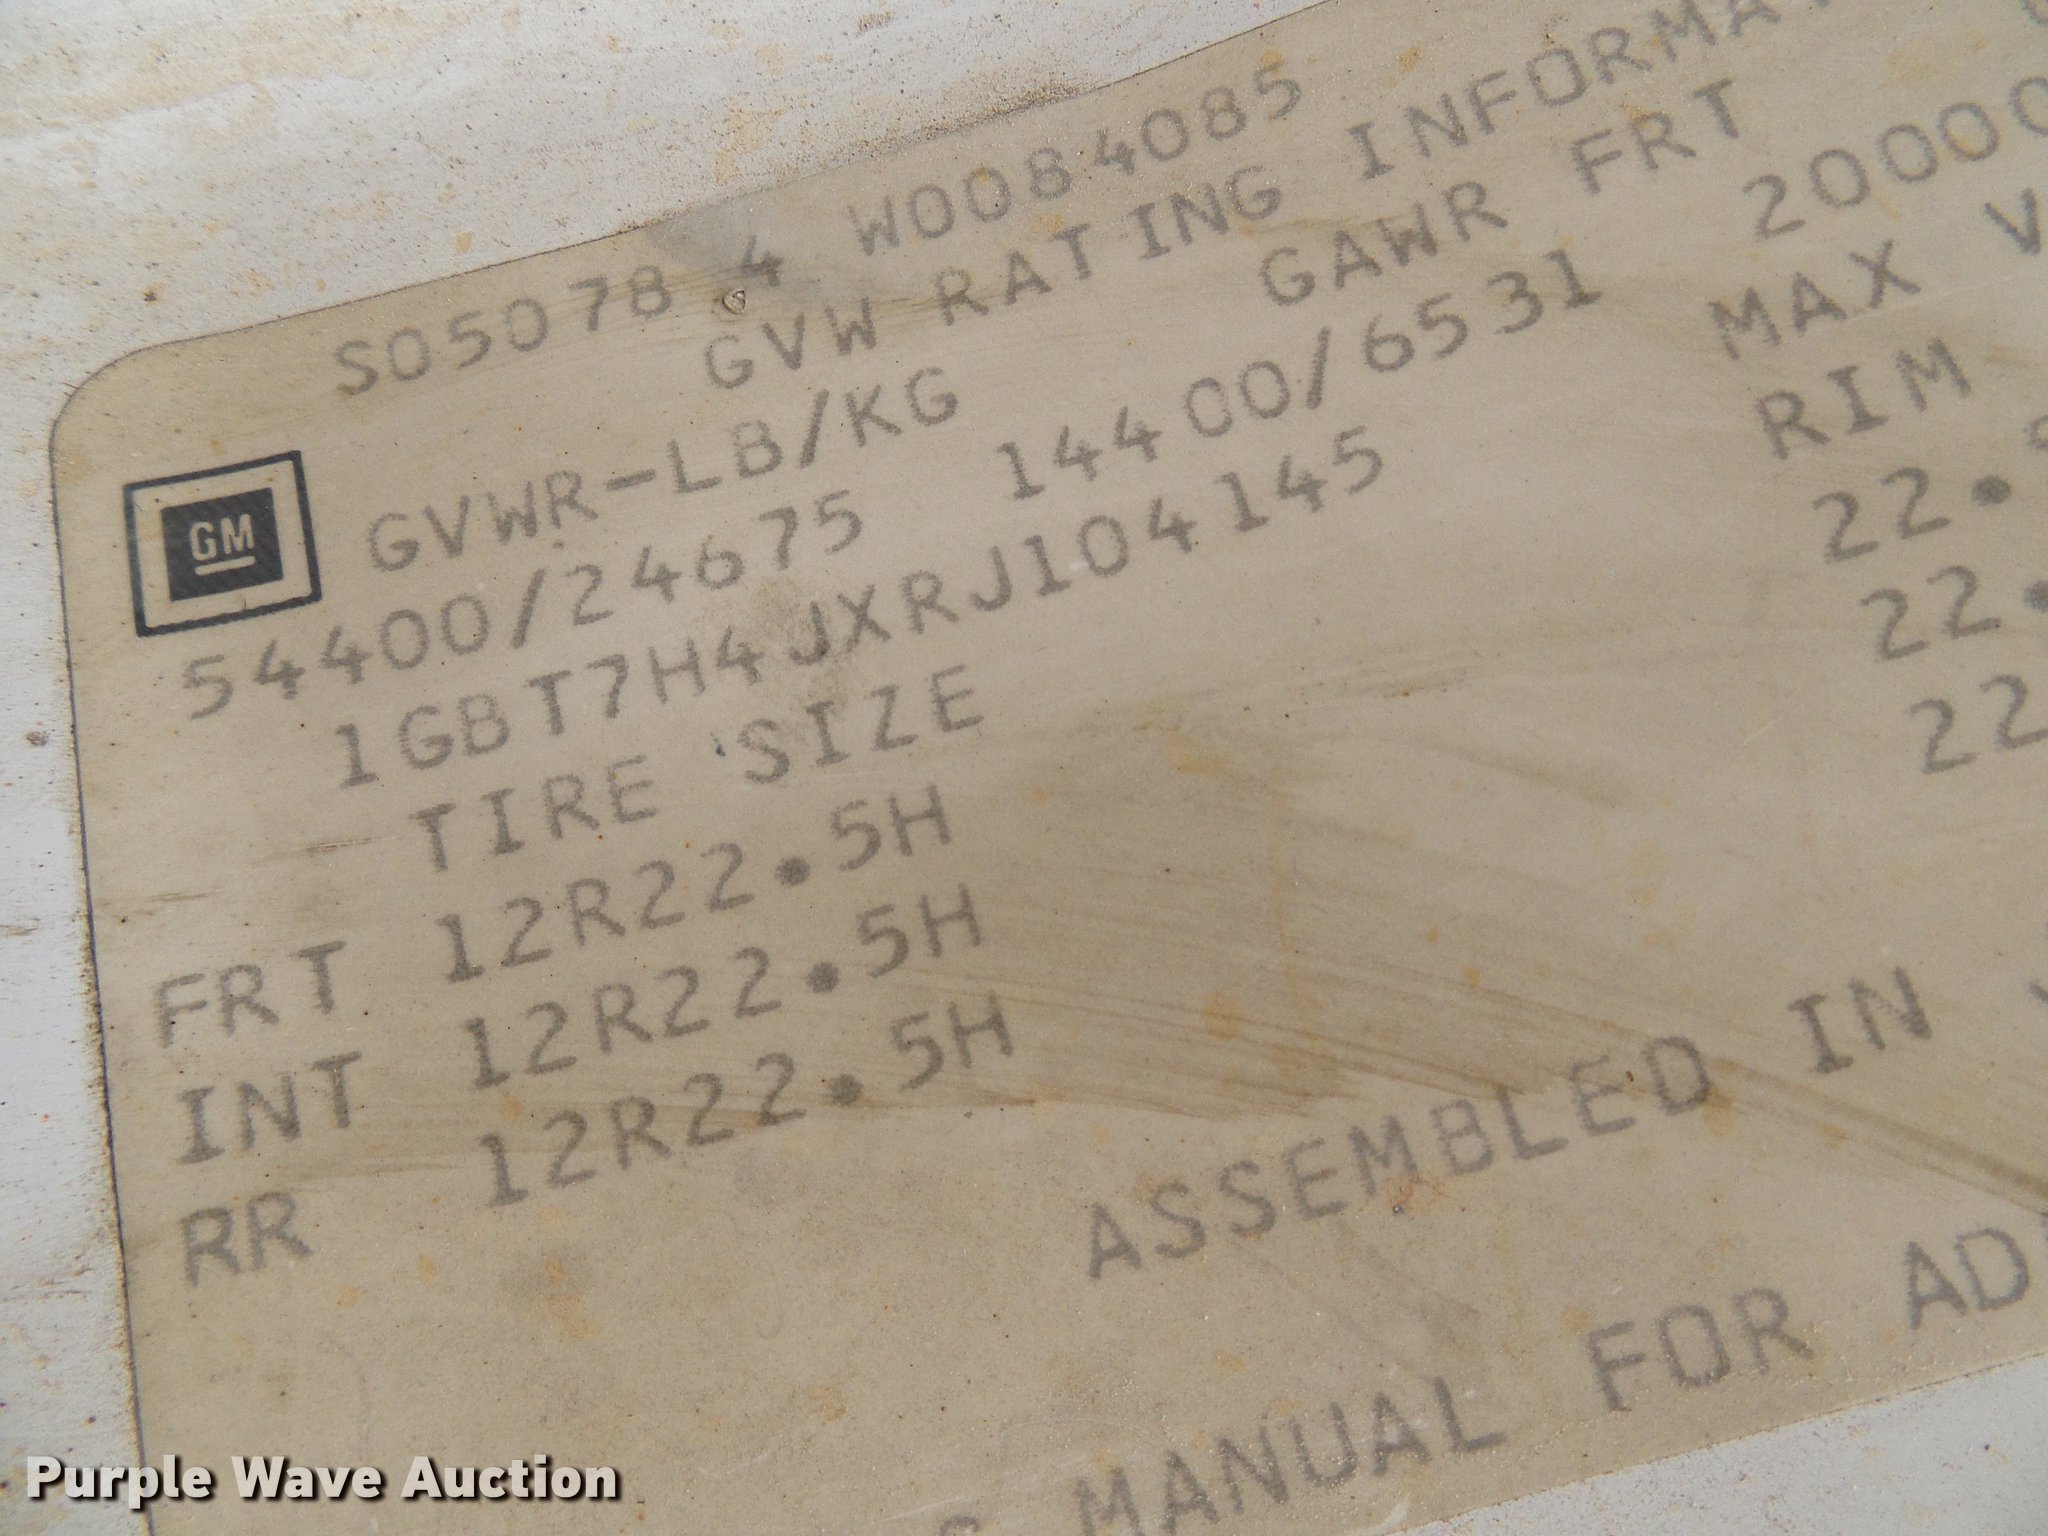 S05078 4 W0084085
GVW RATING INFORMA
GVWR-LB/KG GAWR FRT
54400/24675 14400/6531 20000
1GBT7H4JXRJ104145 MAX V
TIRE SIZE RIM
FRT 12R22.5H 22.5
INT 12R22.5H 22.
RR 12R22.5H 22
ASSEMBLED IN
MANUAL FOR AD
GM
Purple Wave Auction